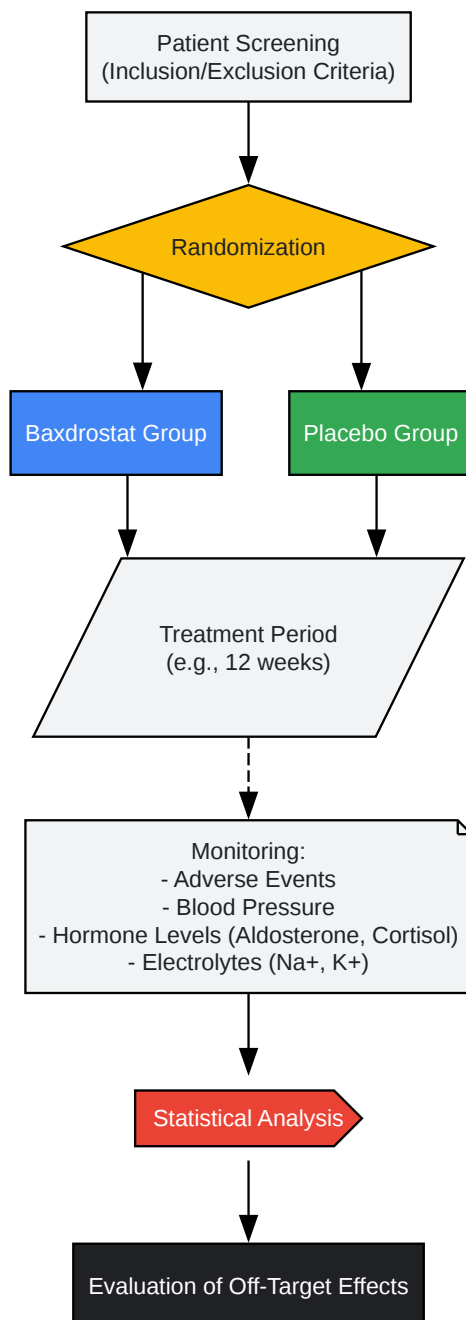 Patient Screening
(Inclusion/Exclusion Criteria)
Randomization
Baxdrostat Group
Placebo Group
Treatment Period
(e.g., 12 weeks)
Monitoring:
- Adverse Events
- Blood Pressure
- Hormone Levels (Aldosterone, Cortisol)
- Electrolytes (Na+, K+)
Statistical Analysis
Evaluation of Off-Target Effects